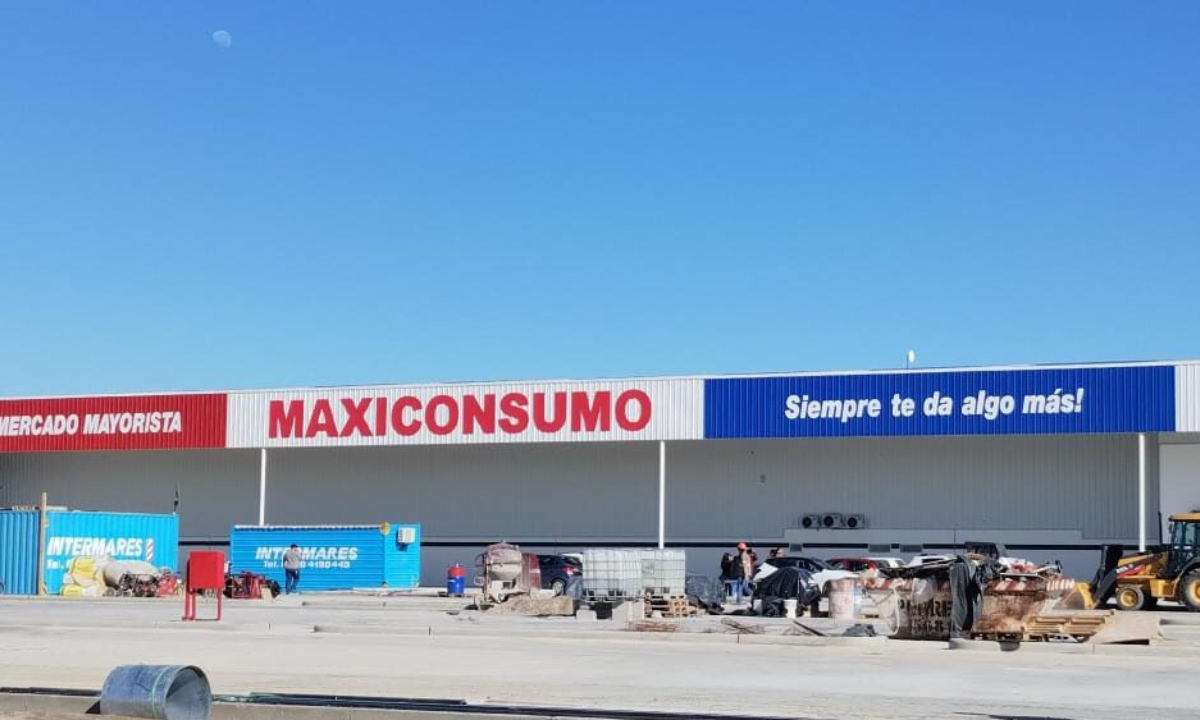 MERCADO MAYORISTA
MAXICONSUMO
Siempre te da algo más!
INTERMARES
INTERMARES